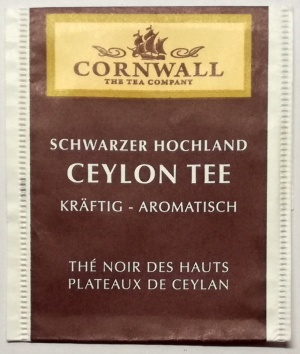 CORNWALL
THE TEA COMPANY
SCHWARZER HOCHLAND
CEYLON TEE
KRÄFTIG - AROMATISCH
THÉ NOIR DES HAUTS
PLATEAUX DE CEYLAN